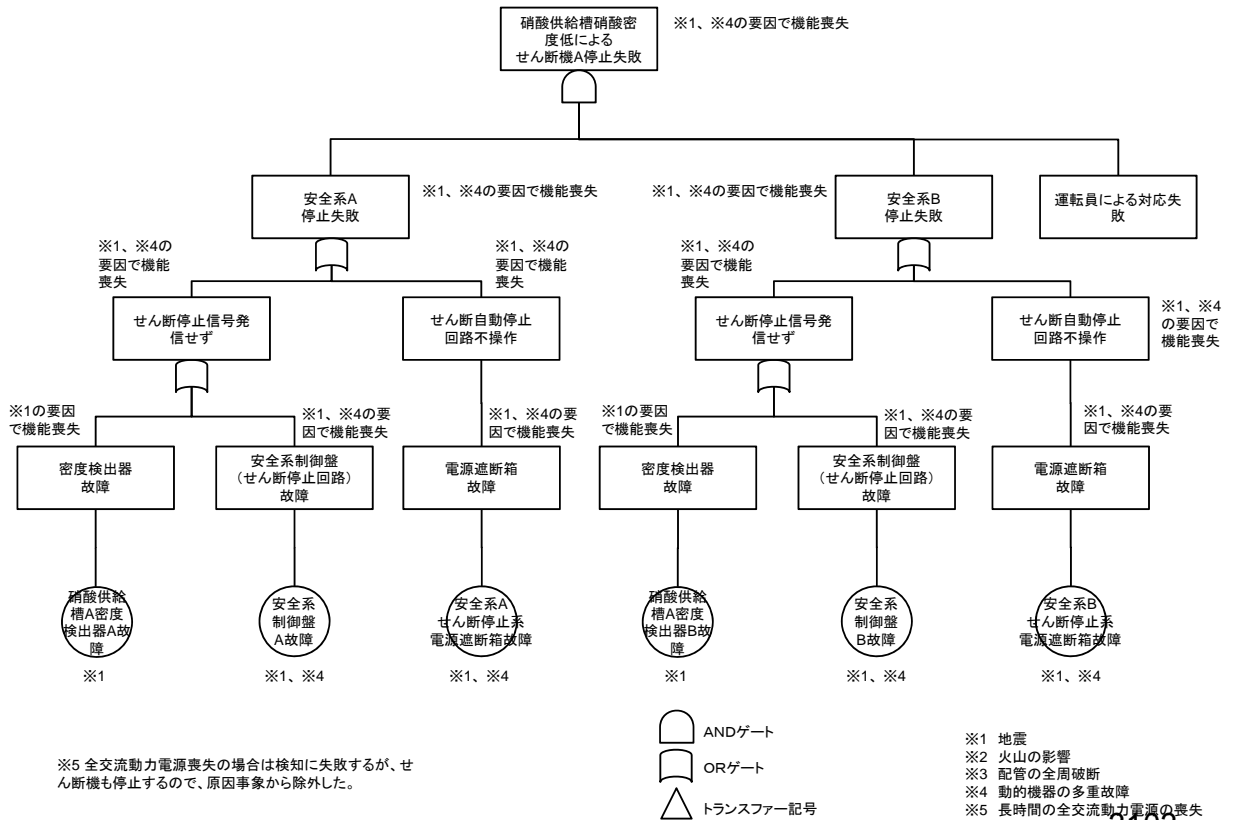 硝酸供給槽硝酸密
度低による
せん断機A停止失敗
※1、※4の要因で機能喪失
安全系A
停止失敗
※1、※4の要因で機能喪失
※1、※4の要因で機能喪失
安全系B
停止失敗
運転員による対応失
敗
※1、※4の
要因で機能
喪失
※1、※4の
要因で機能
喪失
※1、※4の
要因で機能
喪失
せん断停止信号発
信せず
せん断自動停止
回路不操作
せん断停止信号発
信せず
せん断自動停止
回路不操作
※1、※4
の要因で
機能喪失
※1の要因
で機能喪失
※1、※4の要
因で機能喪失
※1、※4の要
因で機能喪失
※1の要因
で機能喪失
※1、※4の要
因で機能喪失
※1、※4の要
因で機能喪失
密度検出器
故障
安全系制御盤
(せん断停止回路)
故障
電源遮断箱
故障
密度検出器
故障
安全系制御盤
(せん断停止回路)
故障
電源遮断箱
故障
硝酸供給
槽A密度
検出器A故
障
安全系
制御盤
A故障
安全系A
せん断停止系
電源遮断箱故障
硝酸供給
槽A密度
検出器B故
障
安全系
制御盤
B故障
安全系B
せん断停止系
電源遮断箱故障
※1
※1、※4
※1、※4
※1
※1、※4
※1、※4
※5 全交流動力電源喪失の場合は検知に失敗するが、せ
ん断機も停止するので、原因事象から除外した。
ANDゲート
ORゲート
トランスファー記号
※1 地震
※2 火山の影響
※3 配管の全周破断
※4 動的機器の多重故障
※5 長時間の全交流動力電源の喪失